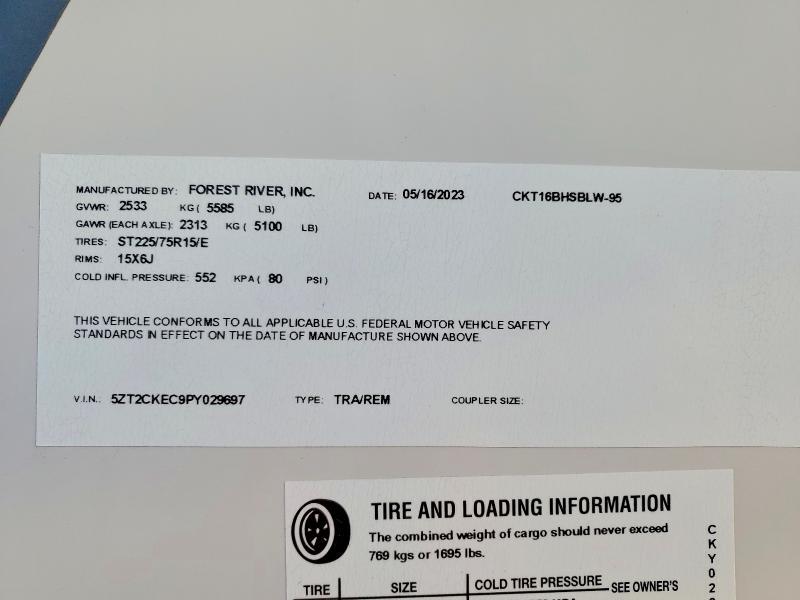 MANUFACTURED BY: FOREST RIVER, INC. DATE: 05/16/2023 CKT16BHSBLW-95
GVWR: 2533 KG ( 5585 LB)
GAWR (EACH AXLE): 2313 KG ( 5100 LB)
TIRES: ST225/75R15/E
RIMS: 15X6J
COLD INFL. PRESSURE: 552 KPA ( 80 PSI )
THIS VEHICLE CONFORMS TO ALL APPLICABLE U.S. FEDERAL MOTOR VEHICLE SAFETY
STANDARDS IN EFFECT ON THE DATE OF MANUFACTURE SHOWN ABOVE.
V.I.N.: 5ZT2CKEC9PY029697 TYPE: TRA/REM COUPLER SIZE:
TIRE AND LOADING INFORMATION
The combined weight of cargo should never exceed
769 kgs or 1695 lbs.
TIRE SIZE COLD TIRE PRESSURE SEE OWNER'S
CKY02